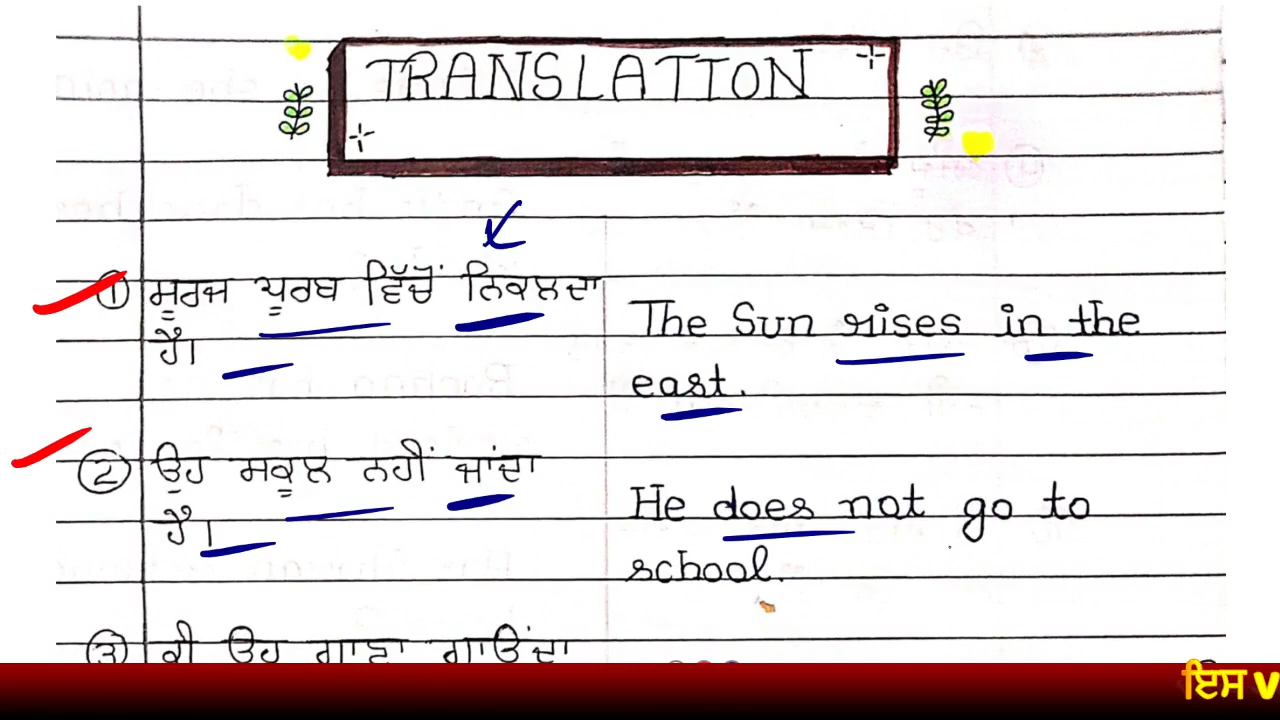 TRANSLATION
① ਸੂਰਜ ਪੂਰਬ ਵਿੱਚੋਂ ਨਿਕਲਦਾ
ਹੈ।
The Sun rises in the
east.
② ਉਹ ਸਕੂਲ ਨਹੀਂ ਜਾਂਦਾ
ਹੈ।
He does not go to
school.
③ ਕੀ ਉਹ ਗਾਣਾ ਗਾਉਂਦਾ
ਇਸ v